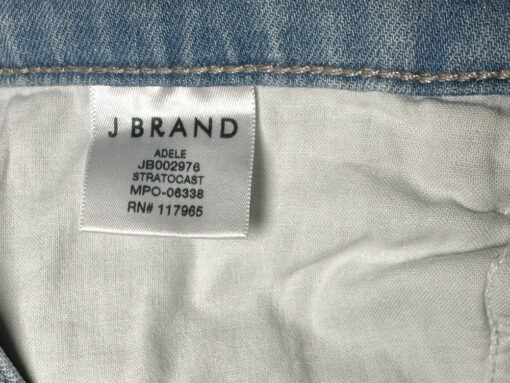 J BRAND
ADELE
JB002976
STRATOCAST
MPO-06338
RN# 117965